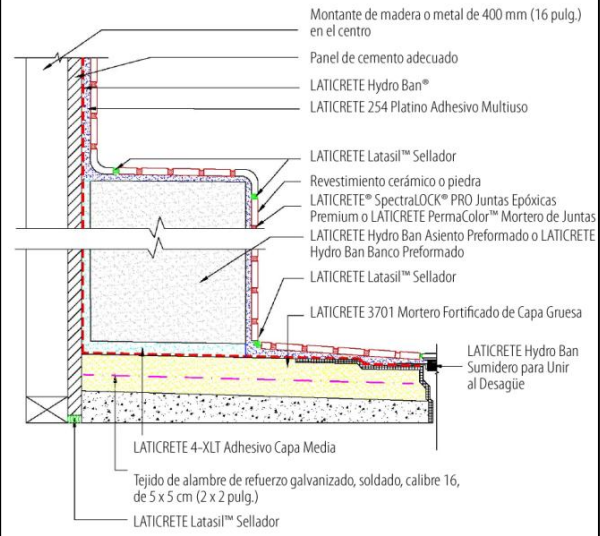 Montante de madera o metal de 400 mm (16 pulg.)
en el centro
Panel de cemento adecuado
LATICRETE Hydro Ban®
LATICRETE 254 Platino Adhesivo Multiuso
LATICRETE Latasil™ Sellador
Revestimiento cerámico o piedra
LATICRETE® SpectraLOCK® PRO Juntas Epóxicas
Premium o LATICRETE PermaColor™ Mortero de Juntas
LATICRETE Hydro Ban Asiento Preformado o LATICRETE
Hydro Ban Banco Preformado
LATICRETE Latasil™ Sellador
LATICRETE 3701 Mortero Fortificado de Capa Gruesa
LATICRETE Hydro Ban
Sumidero para Unir
al Desagüe
LATICRETE 4-XLT Adhesivo Capa Media
Tejido de alambre de refuerzo galvanizado, soldado, calibre 16,
de 5 x 5 cm (2 x 2 pulg.)
LATICRETE Latasil™ Sellador